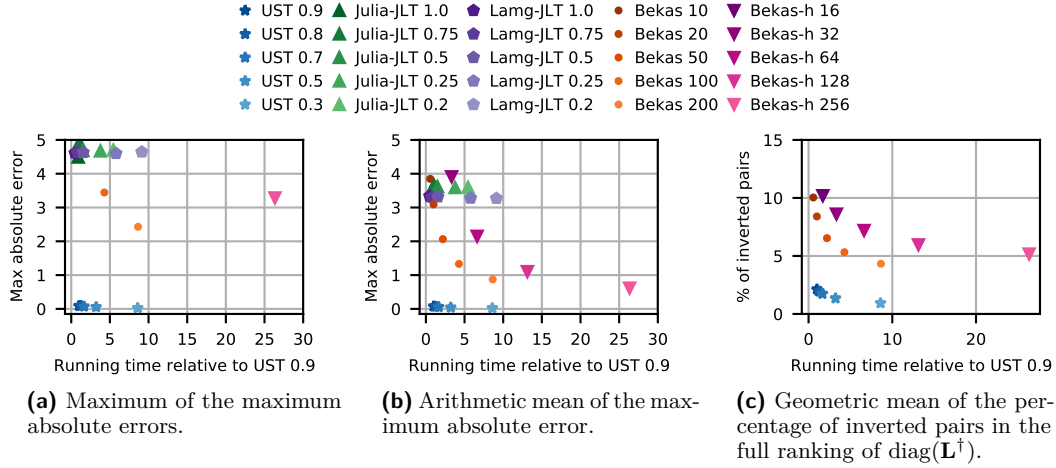 UST 0.9 Julia-JLT 1.0 Lamg-JLT 1.0 Bekas 10 Bekas-h 16
UST 0.8 Julia-JLT 0.75 Lamg-JLT 0.75 Bekas 20 Bekas-h 32
UST 0.7 Julia-JLT 0.5 Lamg-JLT 0.5 Bekas 50 Bekas-h 64
UST 0.5 Julia-JLT 0.25 Lamg-JLT 0.25 Bekas 100 Bekas-h 128
UST 0.3 Julia-JLT 0.2 Lamg-JLT 0.2 Bekas 200 Bekas-h 256
Max absolute error
5
4
3
2
1
0
0 5 10 15 20 25 30
Running time relative to UST 0.9
(a) Maximum of the maximum
absolute errors.
Max absolute error
5
4
3
2
1
0
0 5 10 15 20 25 30
Running time relative to UST 0.9
(b) Arithmetic mean of the max-
imum absolute error.
% of inverted pairs
15
10
5
0
0 10 20
Running time relative to UST 0.9
(c) Geometric mean of the per-
centage of inverted pairs in the
full ranking of diag(L†).